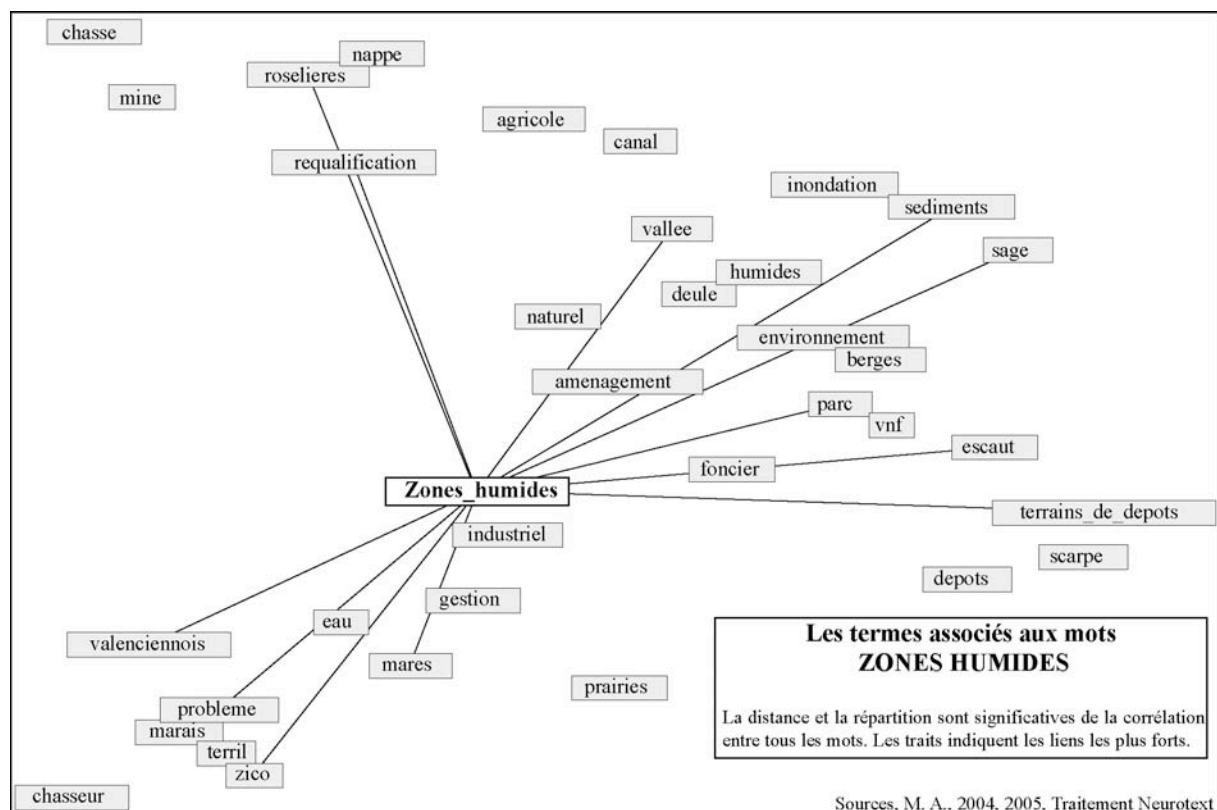 chasse
nappe
roselieres
mine
agricole
canal
requalification
inondation
sediments
vallee
sage
humides
deule
naturel
environnement
berges
amenagement
parc
vnf
escaut
foncier
Zones_humides
terrains_de_depots
industriel
scarpe
depots
gestion
eau
valenciennois
mares
prairies
probleme
marais
terril
zico
chasseur
Les termes associés aux mots
ZONES HUMIDES
La distance et la répartition sont significatives de la corrélation
entre tous les mots. Les traits indiquent les liens les plus forts.
Sources, M. A., 2004, 2005, Traitement Neurotext